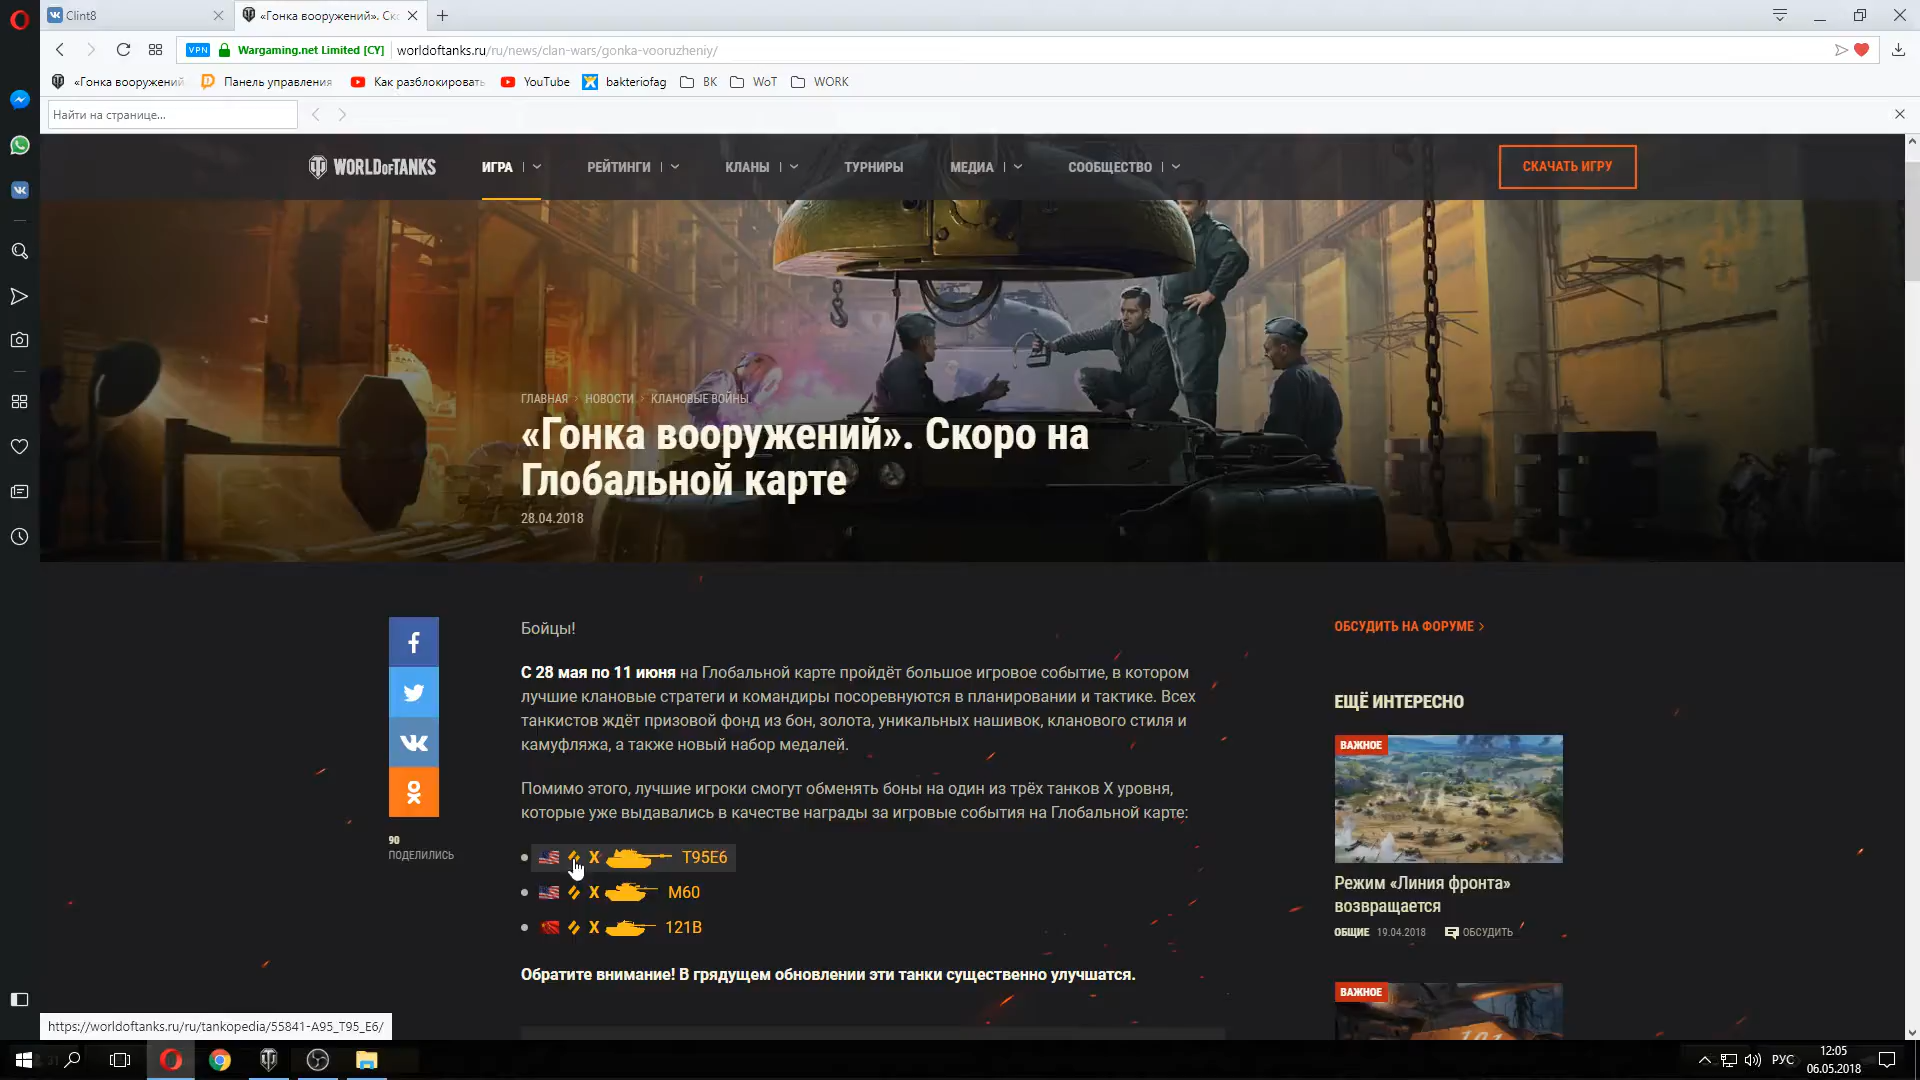 Clint8
«Гонка вооружений». Ск
VPN
Wargaming.net Limited [CY]
worldoftanks.ru/ru/news/clan-wars/gonka-vooruzheniy/
«Гонка вооружений
Панель управления
Как разблокировать
YouTube
bakteriofag
ВК
WoT
WORK
Найти на странице...
WORLD OF TANKS
ИГРА
РЕЙТИНГИ
КЛАНЫ
ТУРНИРЫ
МЕДИА
СООБЩЕСТВО
СКАЧАТЬ ИГРУ
ГЛАВНАЯ › НОВОСТИ › КЛАНОВЫЕ ВОЙНЫ
«Гонка вооружений». Скоро на
Глобальной карте
28.04.2018
Бойцы!
С 28 мая по 11 июня на Глобальной карте пройдёт большое игровое событие, в котором
лучшие клановые стратеги и командиры посоревнуются в планировании и тактике. Всех
танкистов ждёт призовой фонд из бон, золота, уникальных нашивок, кланового стиля и
камуфляжа, а также новый набор медалей.
Помимо этого, лучшие игроки смогут обменять боны на один из трёх танков X уровня,
которые уже выдавались в качестве награды за игровые события на Глобальной карте:
X T95E6
X M60
X 121B
Обратите внимание! В грядущем обновлении эти танки существенно улучшатся.
90
ПОДЕЛИЛИСЬ
ОБСУДИТЬ НА ФОРУМЕ
ЕЩЁ ИНТЕРЕСНО
ВАЖНОЕ
Режим «Линия фронта»
возвращается
ОБЩИЕ 19.04.2018 ОБСУДИТЬ
ВАЖНОЕ
https://worldoftanks.ru/ru/tankopedia/55841-A95_T95_E6/
РУС
12:05
06.05.2018